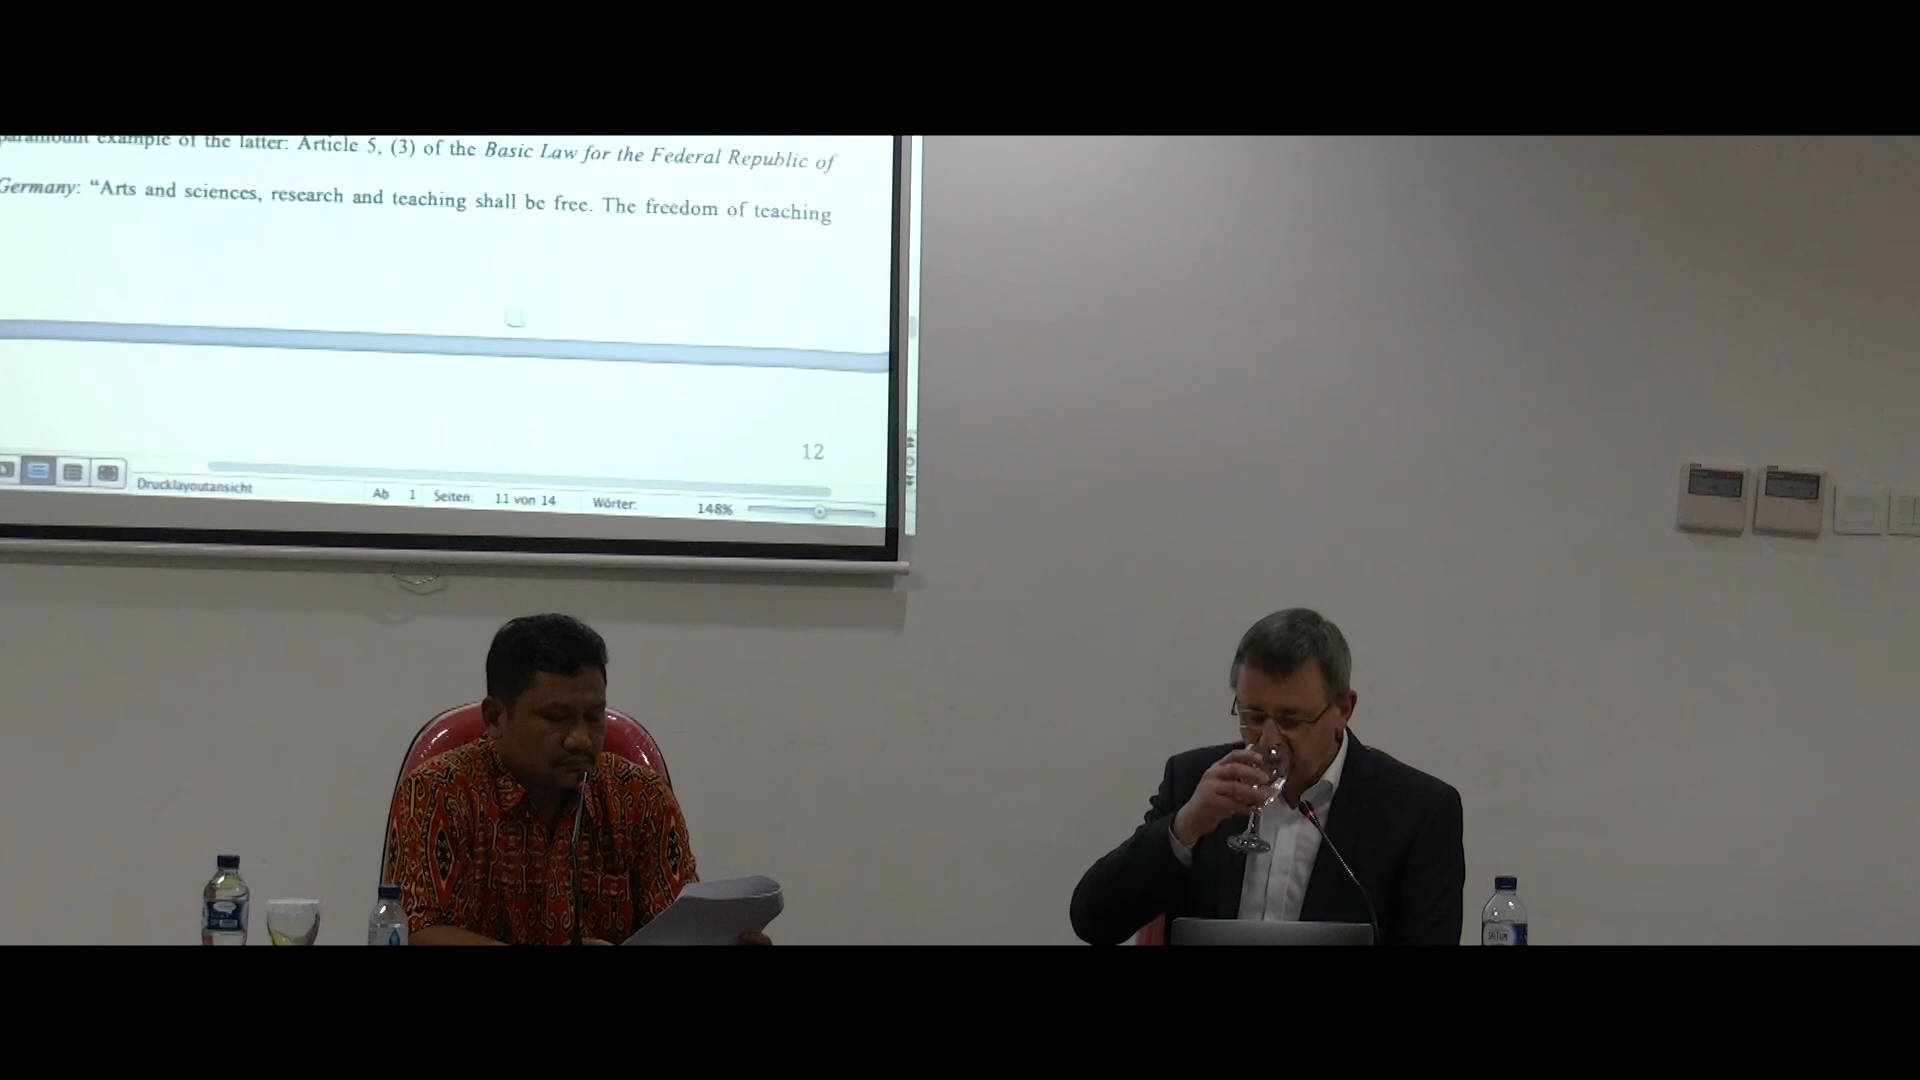 paramount example of the latter: Article 5, (3) of the Basic Law for the Federal Republic of
Germany: “Arts and sciences, research and teaching shall be free. The freedom of teaching
12
Drucklayoutansicht Ab 1 Seiten: 11 von 14 Wörter: 148%